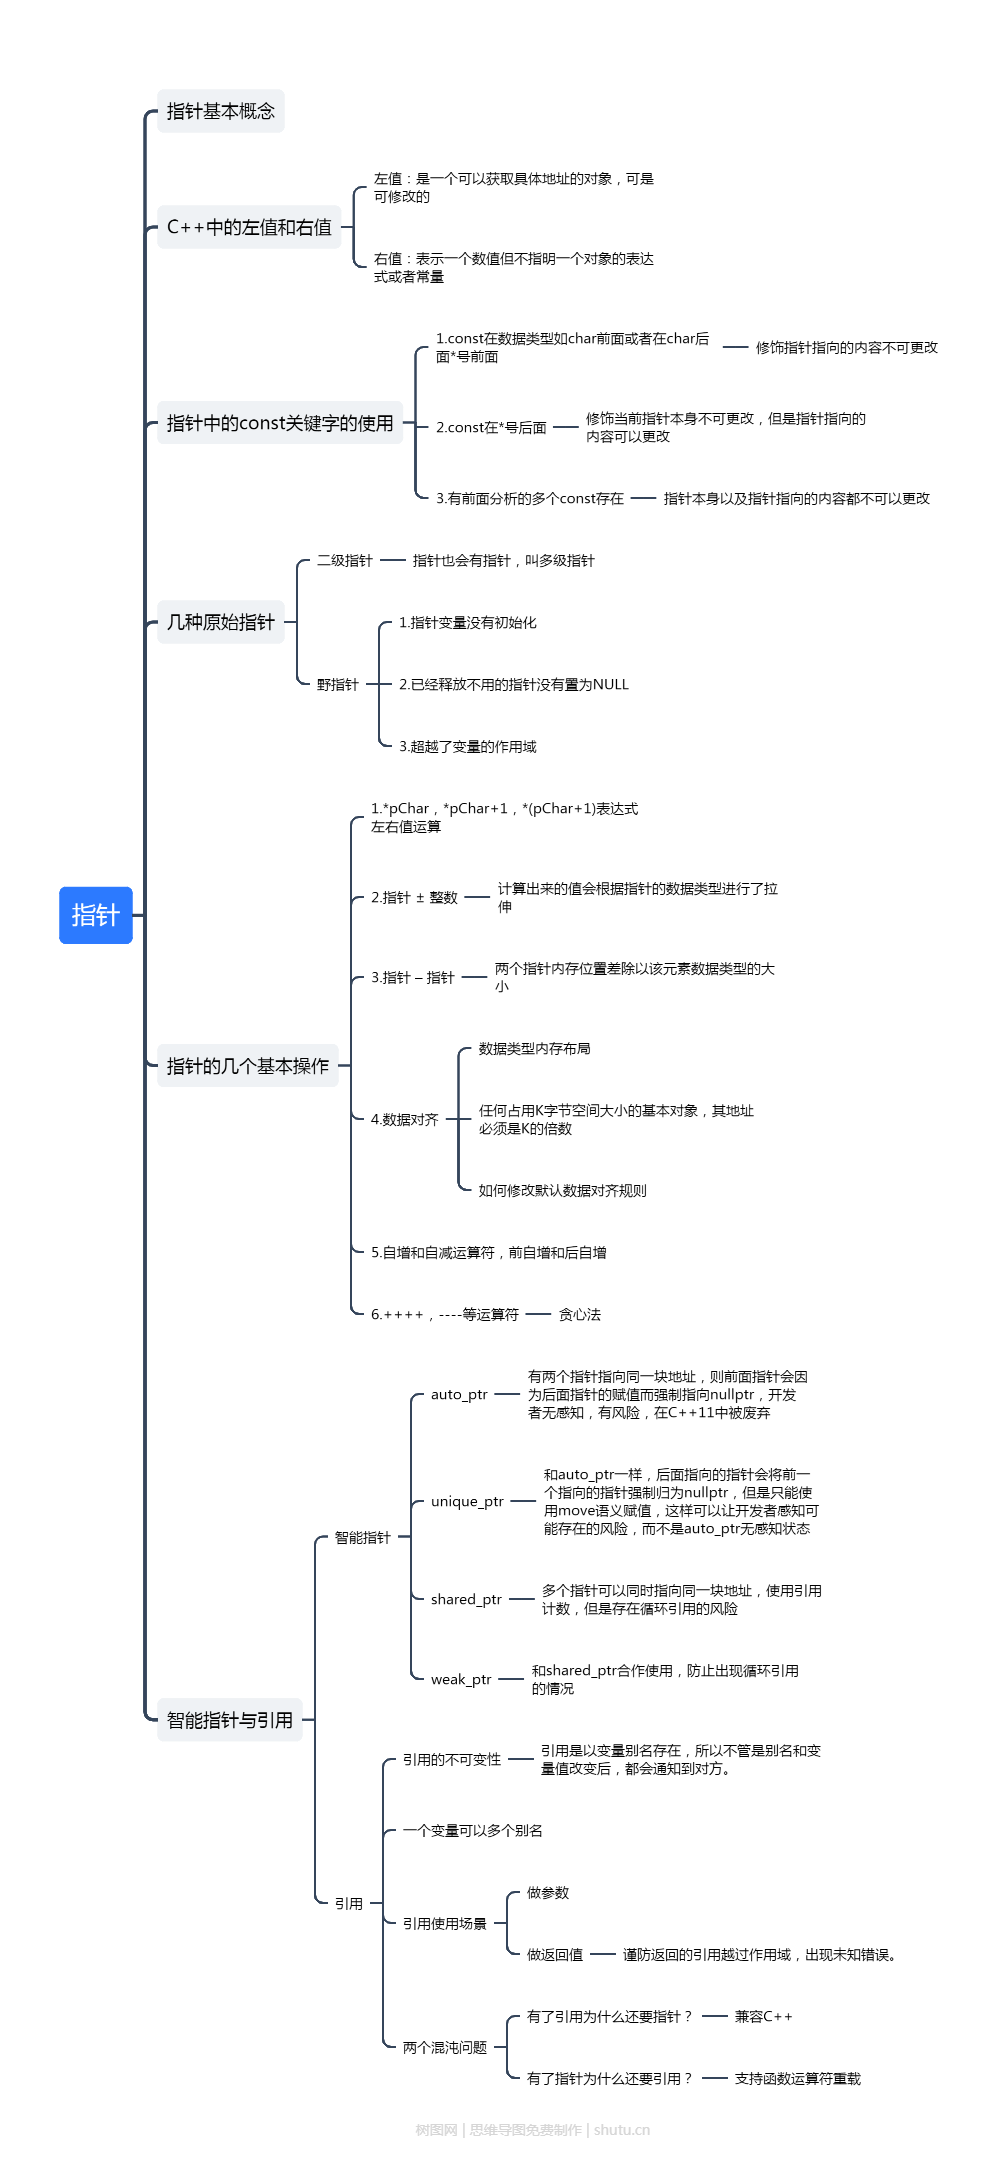 指针
指针基本概念
C++中的左值和右值
左值：是一个可以获取具体地址的对象，可是
可修改的
右值：表示一个数值但不指明一个对象的表达
式或者常量
指针中的const关键字的使用
1.const在数据类型如char前面或者在char后
面*号前面
修饰指针指向的内容不可更改
2.const在*号后面
修饰当前指针本身不可更改，但是指针指向的
内容可以更改
3.有前面分析的多个const存在
指针本身以及指针指向的内容都不可以更改
几种原始指针
二级指针
指针也会有指针，叫多级指针
野指针
1.指针变量没有初始化
2.已经释放不用的指针没有置为NULL
3.超越了变量的作用域
指针的几个基本操作
1.*pChar，*pChar+1，*(pChar+1)表达式
左右值运算
2.指针 ± 整数
计算出来的值会根据指针的数据类型进行了拉
伸
3.指针 – 指针
两个指针内存位置差除以该元素数据类型的大
小
4.数据对齐
数据类型内存布局
任何占用K字节空间大小的基本对象，其地址
必须是K的倍数
如何修改默认数据对齐规则
5.自增和自减运算符，前自增和后自增
6.++++，----等运算符
贪心法
智能指针与引用
智能指针
auto_ptr
有两个指针指向同一块地址，则前面指针会因
为后面指针的赋值而强制指向nullptr，开发
者无感知，有风险，在C++11中被废弃
unique_ptr
和auto_ptr一样，后面指向的指针会将前一
个指向的指针强制归为nullptr，但是只能使
用move语义赋值，这样可以让开发者感知可
能存在的风险，而不是auto_ptr无感知状态
shared_ptr
多个指针可以同时指向同一块地址，使用引用
计数，但是存在循环引用的风险
weak_ptr
和shared_ptr合作使用，防止出现循环引用
的情况
引用
引用的不可变性
引用是以变量别名存在，所以不管是别名和变
量值改变后，都会通知到对方。
一个变量可以多个别名
引用使用场景
做参数
做返回值
谨防返回的引用越过作用域，出现未知错误。
两个混沌问题
有了引用为什么还要指针？
兼容C++
有了指针为什么还要引用？
支持函数运算符重载
树图网 | 思维导图免费制作 | shutu.cn